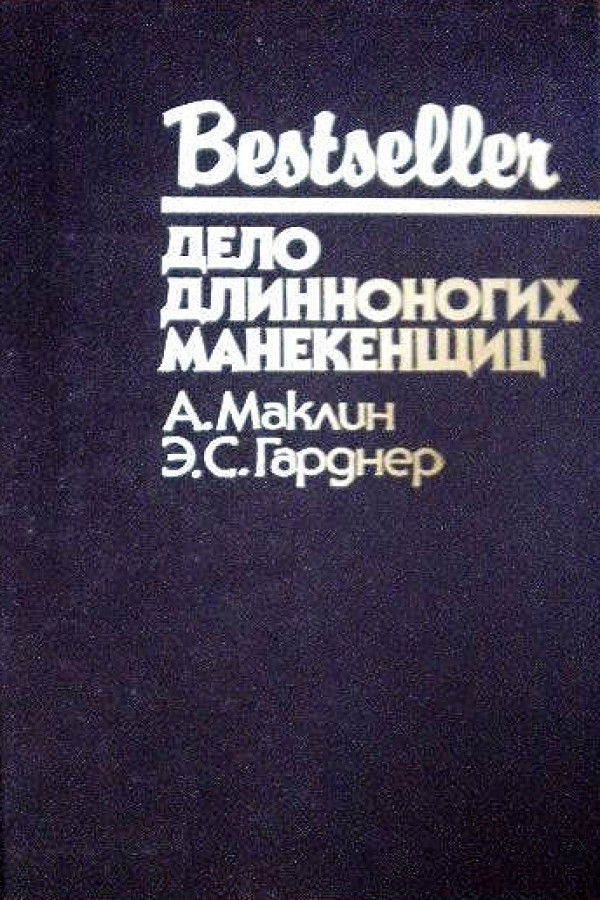 Bestseller
ДЕЛО
ДЛИННОНОГИХ
МАНЕКЕНЩИЦ
А. Маклин
Э.С. Гарднер